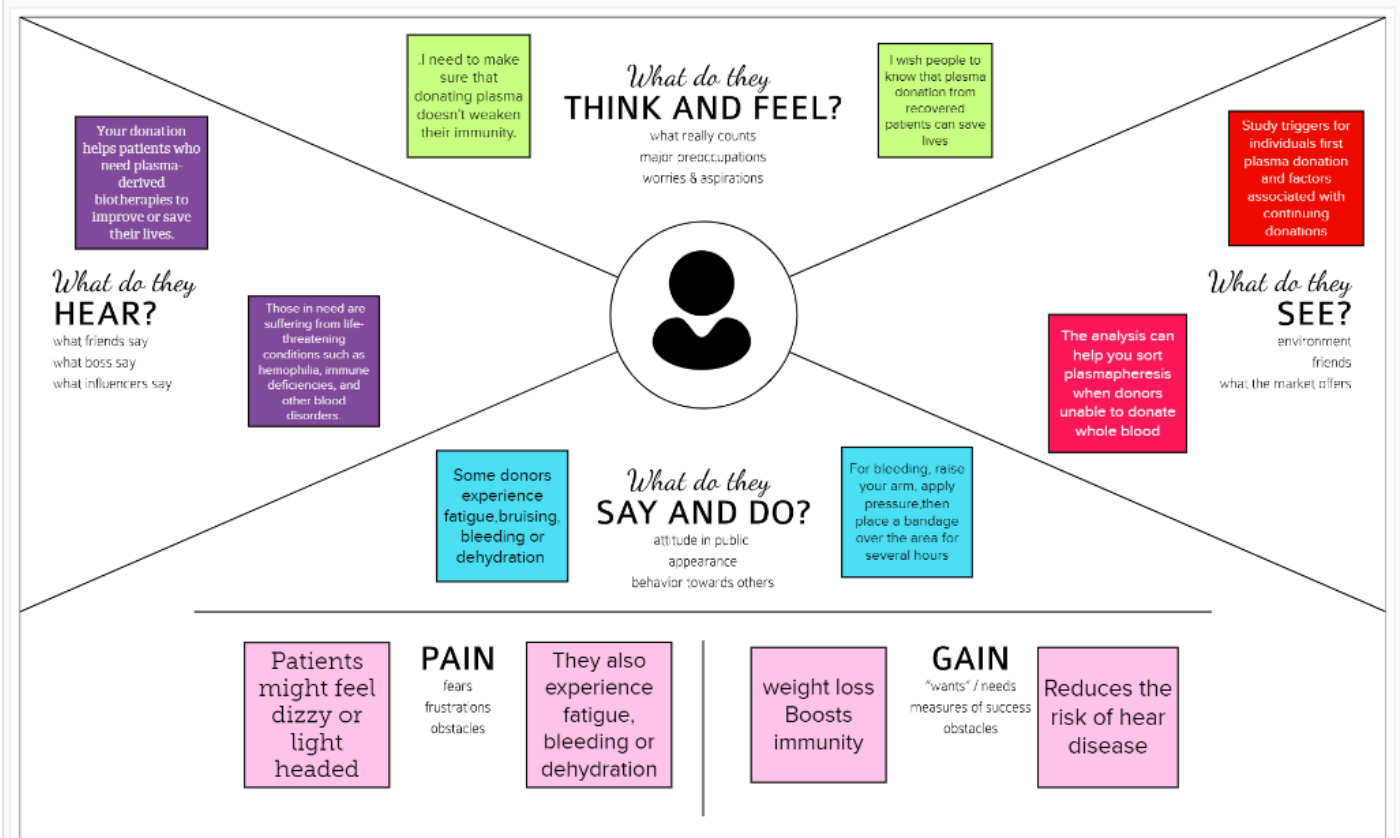 .I need to make
sure that
donating plasma
doesn't weaken
their immunity.
What do they
THINK AND FEEL?
what really counts
major preoccupations
worries & aspirations
I wish people to
know that plasma
donation from
recovered
patients can save
lives
Your donation
helps patients who
need plasma-
derived
biotherapies to
improve or save
their lives.
What do they
HEAR?
what friends say
what boss say
what influencers say
Those in need are
suffering from life-
threatening
conditions such as
hemophilia, immune
deficiencies, and
other blood
disorders
Study triggers for
individuals first
plasma donation
and factors
associated with
continuing
donations
What do they
SEE?
environment
friends
what the market offers
The analysis can
help you sort
plasmapheresis
when donors
unable to donate
whole blood
Some donors
experience
fatigue,bruising,
bleeding or
dehydration
What do they
SAY AND DO?
attitude in public
appearance
behavior towards others
For bleeding, raise
your arm, apply
pressure,then
place a bandage
over the area for
several hours
Patients
might feel
dizzy or
light
headed
PAIN
fears
frustrations
obstacles
They also
experience
fatigue,
bleeding or
dehydration
weight loss
Boosts
immunity
GAIN
"wants" / needs
measures of success
obstacles
Reduces the
risk of hear
disease